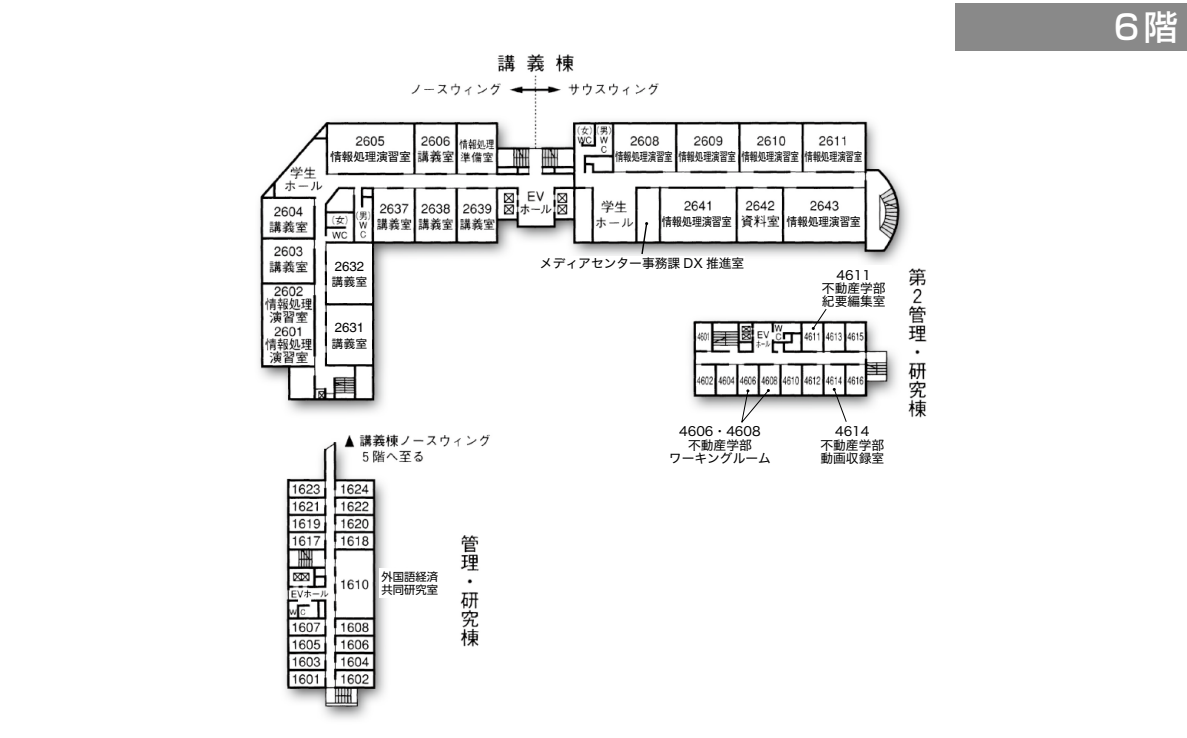 6階
講義棟
ノースウィング サウスウィング
2605
情報処理演習室
2606
講義室
情報処理
準備室
(女)
WC
(男)
WC
2608
情報処理演習室
2609
情報処理演習室
2610
情報処理演習室
2611
情報処理演習室
学生
ホール
EV
ホール
2604
講義室
(女)
WC
(男)
WC
2637
講義室
2638
講義室
2639
講義室
学生
ホール
2641
情報処理演習室
2642
資料室
2643
情報処理演習室
メディアセンター事務課DX推進室
2603
講義室
2632
講義室
2602
情報処理
演習室
2601
情報処理
演習室
2631
講義室
4611
不動産学部
紀要編集室
第2管理・研究棟
4601
EV
ホール
WC
4611
4613
4615
4602
4604
4606
4608
4610
4612
4614
4616
4606・4608
不動産学部
ワーキングルーム
4614
不動産学部
動画収録室
▲ 講義棟ノースウィング
5階へ至る
1623
1624
1621
1622
1619
1620
1617
1618
1610
外国語経済
共同研究室
EVホール
WC
1607
1608
1605
1606
1603
1604
1601
1602
管理・研究棟